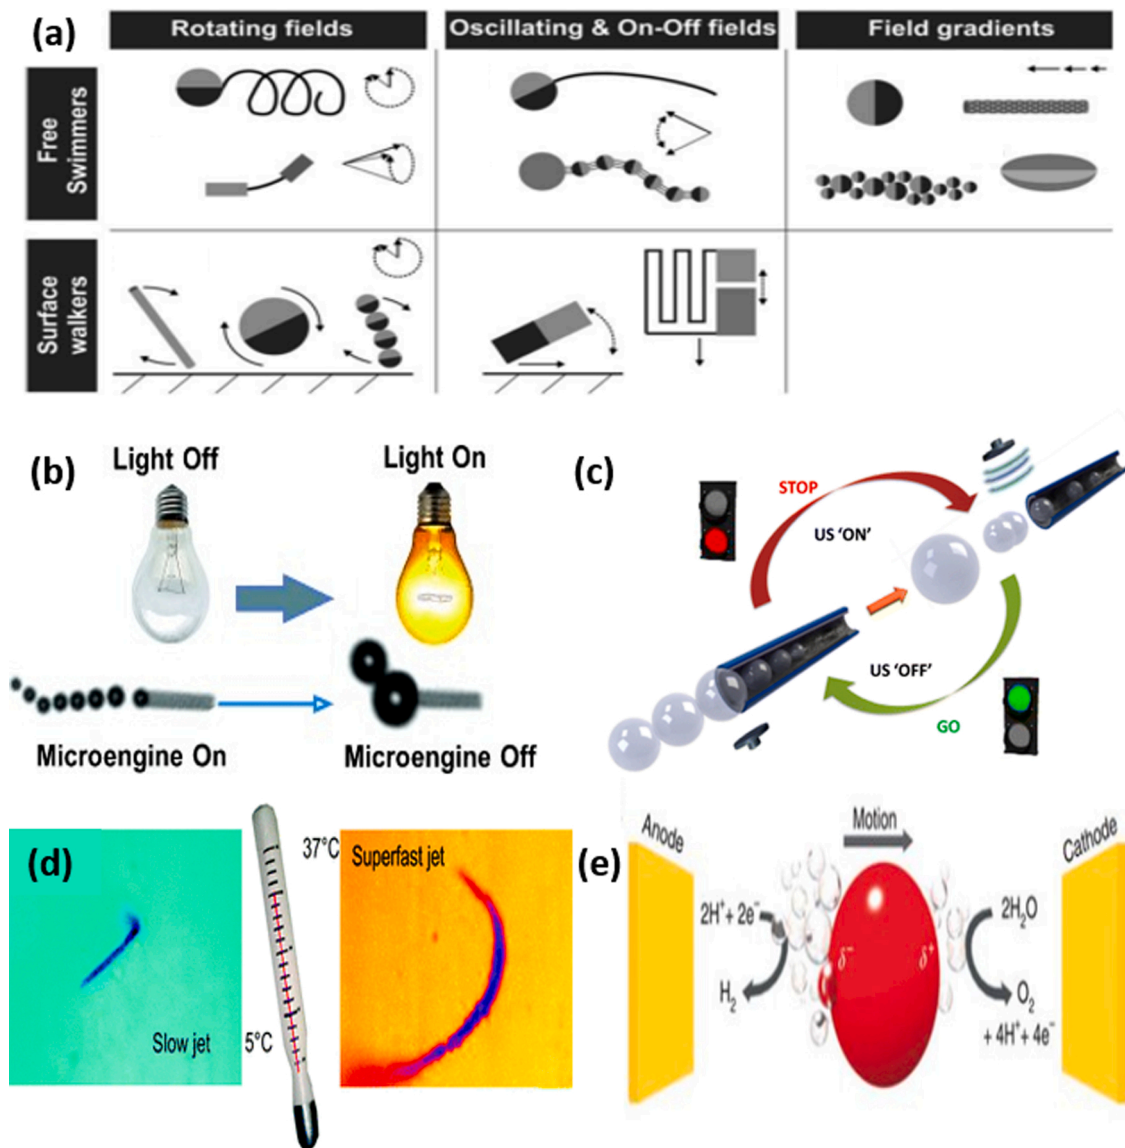 (a)
Rotating fields
Oscillating & On-Off fields
Field gradients
Free
Swimmers
Surface
walkers
(b)
Light Off
Light On
Microengine On
Microengine Off
(c)
STOP
US ‘ON’
US ‘OFF’
GO
(d)
Slow jet
5°C
37°C
Superfast jet
(e)
Anode
Motion
Cathode
2H⁺+ 2e⁻
H₂
δ⁻
δ⁺
2H₂O
O₂
+ 4H⁺+ 4e⁻